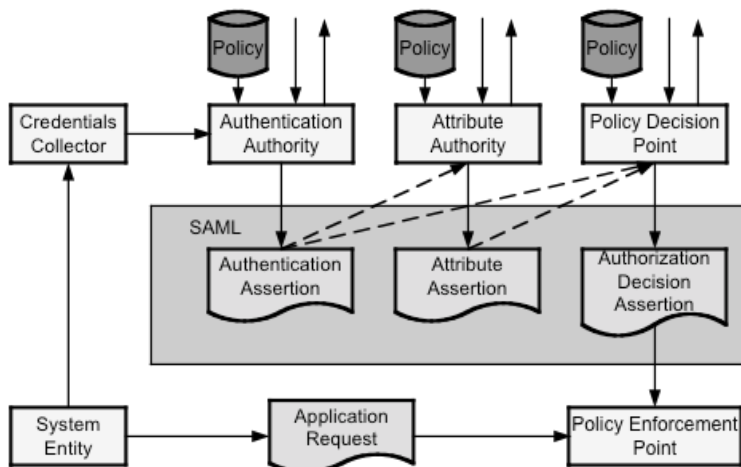 Policy
Policy
Policy
Credentials
Collector
Authentication
Authority
Attribute
Authority
Policy Decision
Point
SAML
Authentication
Assertion
Attribute
Assertion
Authorization
Decision
Assertion
System
Entity
Application
Request
Policy Enforcement
Point